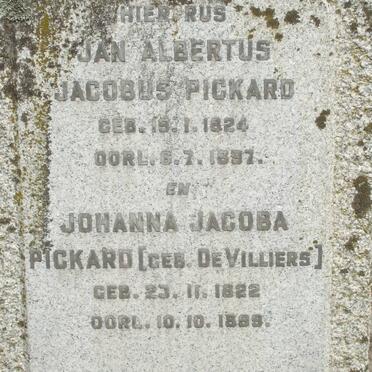 HIER RUS
JAN ALBERTUS
JACOBUS PICKARD
GEB. 15.1.1824
OORL. 6.7.1897.
EN
JOHANNA JACOBA
PICKARD [GEB. DE VILLIERS]
GEB. 23.11.1822
OORL. 10.10.1899.